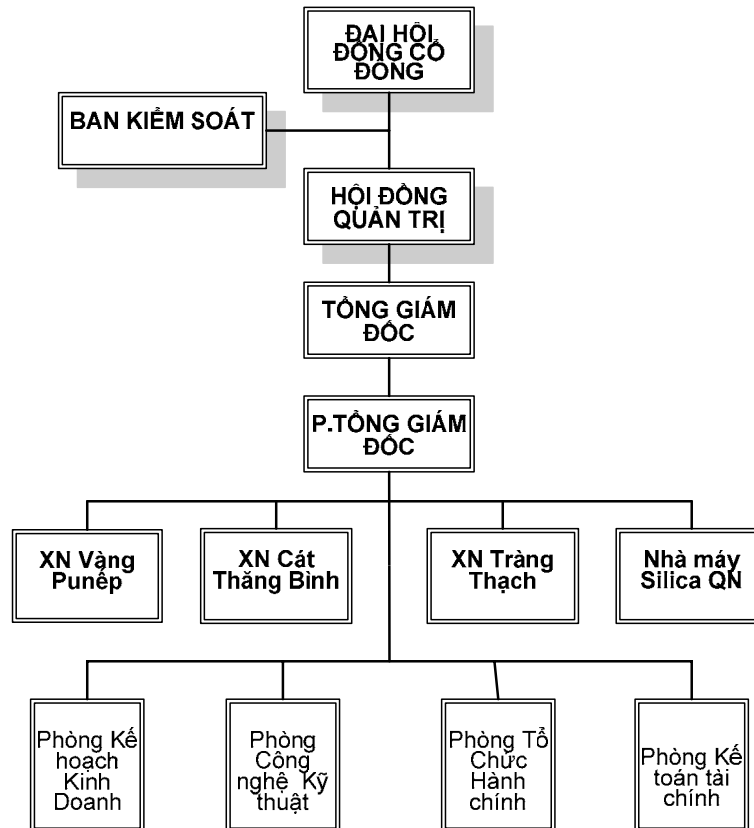 ĐẠI HỘI
ĐỒNG CỔ
ĐÔNG
BAN KIỂM SOÁT
HỘI ĐỒNG
QUẢN TRỊ
TỔNG GIÁM
ĐỐC
P.TỔNG GIÁM
ĐỐC
XN Vàng
Punếp
XN Cát
Thăng Bình
XN Tràng
Thạch
Nhà máy
Silica QN
Phòng Kế
hoạch
Kinh
Doanh
Phòng
Công
nghệ Kỹ
thuật
Phòng Tổ
Chức
Hành
chính
Phòng Kế
toán tài
chính